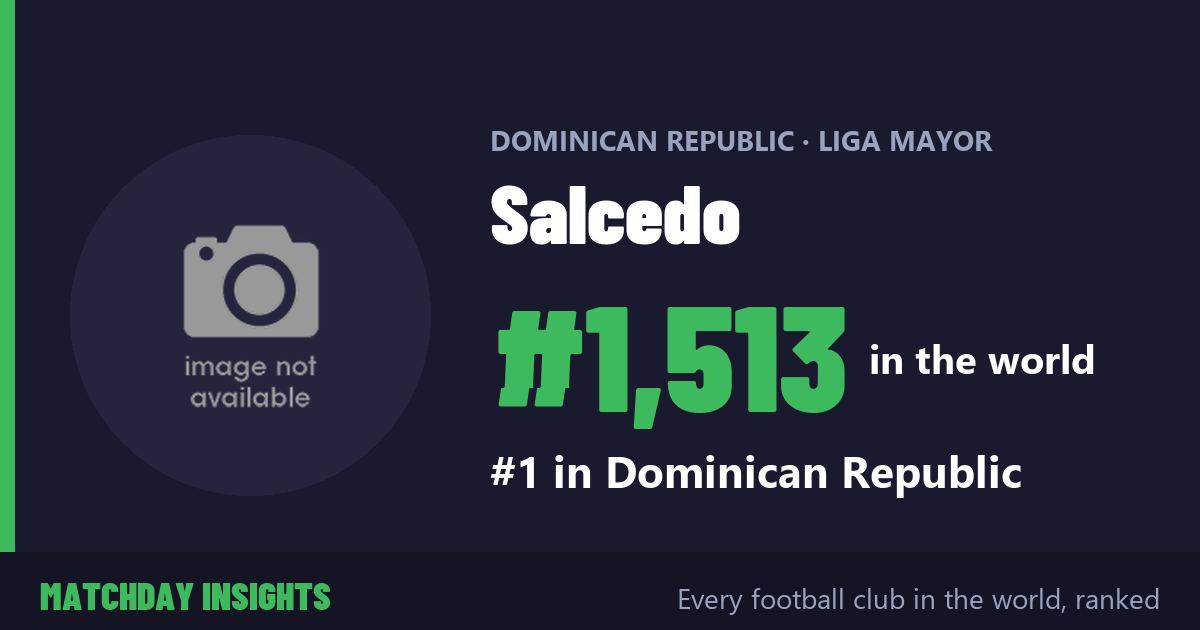 DOMINICAN REPUBLIC · LIGA MAYOR
Salcedo
#1,513 in the world
#1 in Dominican Republic
image not
available
MATCHDAY INSIGHTS
Every football club in the world, ranked